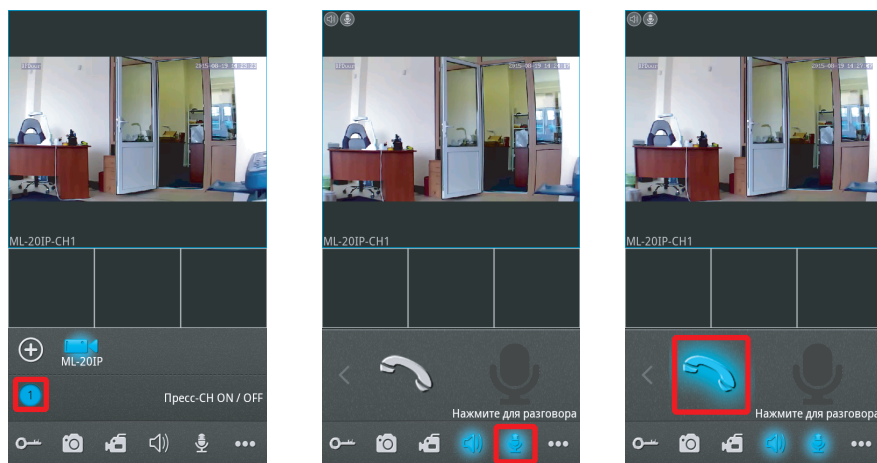 ML-20IP-CH1
ML-20IP
1
Пресс-CH ON / OFF
ML-20IP-CH1
Нажмите для разговора
ML-20IP-CH1
Нажмите для разговора